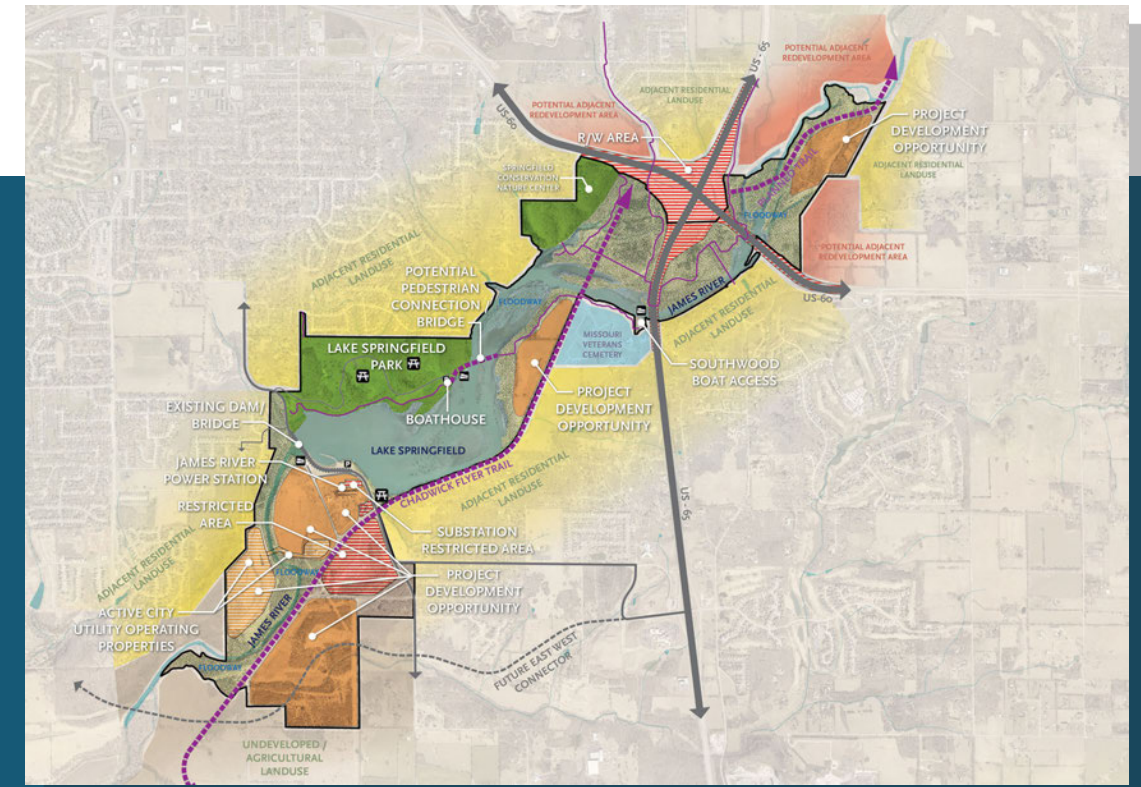 US - 65
POTENTIAL ADJACENT
REDEVELOPMENT AREA
ADJACENT RESIDENTIAL
LANDUSE
US-60
POTENTIAL ADJACENT
REDEVELOPMENT AREA
R/W AREA
PROJECT
DEVELOPMENT
OPPORTUNITY
SPRINGFIELD
CONSERVATION
NATURE CENTER
PLANNED TRAIL
ADJACENT RESIDENTIAL
LANDUSE
FLOODWAY
ADJACENT RESIDENTIAL
LANDUSE
POTENTIAL ADJACENT
REDEVELOPMENT AREA
POTENTIAL
PEDESTRIAN
CONNECTION
BRIDGE
FLOODWAY
JAMES RIVER
US-60
ADJACENT RESIDENTIAL
LANDUSE
MISSOURI
VETERANS
CEMETERY
LAKE SPRINGFIELD
PARK
SOUTHWOOD
BOAT ACCESS
PROJECT
DEVELOPMENT
OPPORTUNITY
EXISTING DAM/
BRIDGE
BOATHOUSE
LAKE SPRINGFIELD
JAMES RIVER
POWER STATION
P
CHADWICK FLYER TRAIL
ADJACENT RESIDENTIAL
LANDUSE
US - 65
RESTRICTED
AREA
SUBSTATION
RESTRICTED AREA
ADJACENT RESIDENTIAL
LANDUSE
FLOODWAY
PROJECT
DEVELOPMENT
OPPORTUNITY
ACTIVE CITY
UTILITY OPERATING
PROPERTIES
JAMES RIVER
FLOODWAY
FUTURE EAST WEST
CONNECTOR
UNDEVELOPED /
AGRICULTURAL
LANDUSE